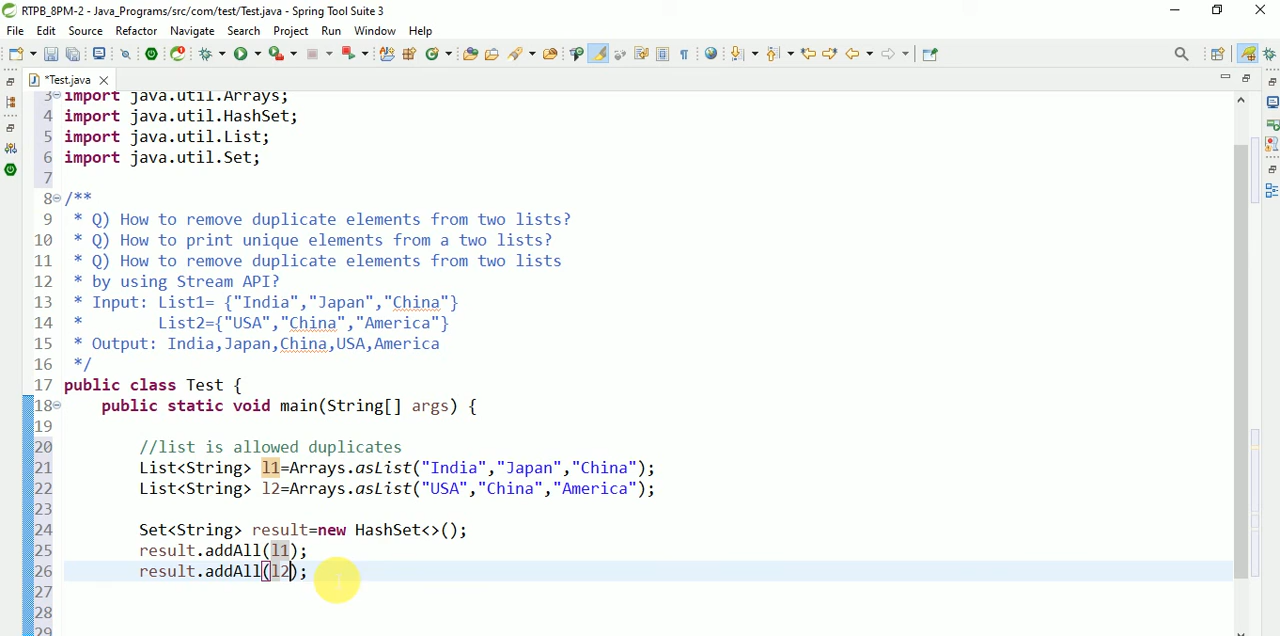 RTPB_8PM-2 - Java_Programs/src/com/test/Test.java - Spring Tool Suite 3
File Edit Source Refactor Navigate Search Project Run Window Help
*Test.java
3 import java.util.Arrays;
4 import java.util.HashSet;
5 import java.util.List;
6 import java.util.Set;
7
8 /**
9 * Q) How to remove duplicate elements from two lists?
10 * Q) How to print unique elements from a two lists?
11 * Q) How to remove duplicate elements from two lists
12 * by using Stream API?
13 * Input: List1= {"India","Japan","China"}
14 * List2={"USA","China","America"}
15 * Output: India,Japan,China,USA,America
16 */
17 public class Test {
18 public static void main(String[] args) {
19
20 //list is allowed duplicates
21 List<String> l1=Arrays.asList("India","Japan","China");
22 List<String> l2=Arrays.asList("USA","China","America");
23
24 Set<String> result=new HashSet<>();
25 result.addAll(l1);
26 result.addAll(l2);
27
28
29